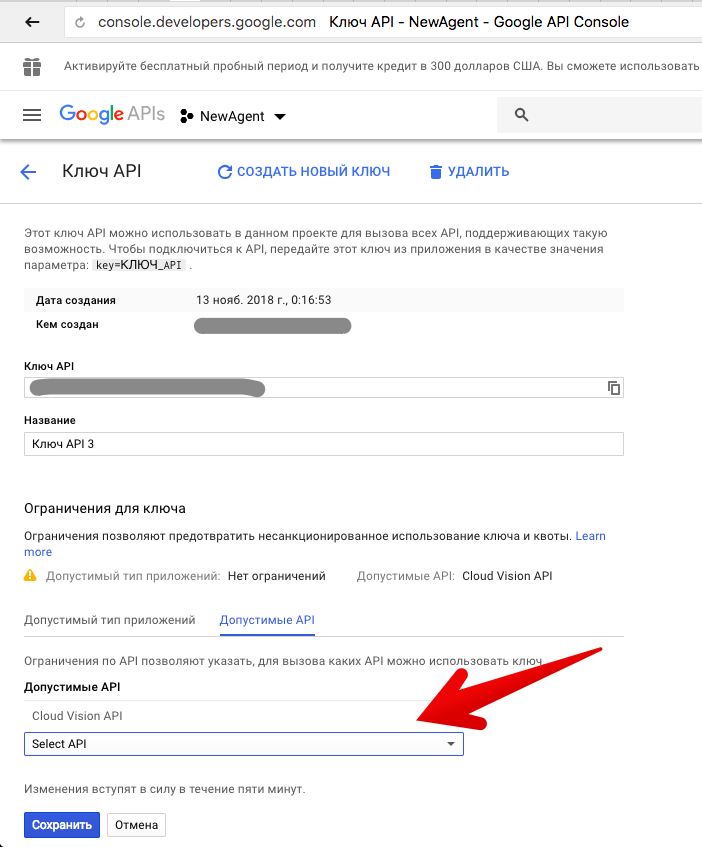 console.developers.google.com Ключ API - NewAgent - Google API Console
Активируйте бесплатный пробный период и получите кредит в 300 долларов США. Вы сможете использовать
Google APIs NewAgent
Ключ API СОЗДАТЬ НОВЫЙ КЛЮЧ УДАЛИТЬ
Этот ключ API можно использовать в данном проекте для вызова всех API, поддерживающих такую
возможность. Чтобы подключиться к API, передайте этот ключ из приложения в качестве значения
параметра: key=КЛЮЧ_API .
Дата создания 13 нояб. 2018 г., 0:16:53
Кем создан
Ключ API
Название
Ключ API 3
Ограничения для ключа
Ограничения позволяют предотвратить несанкционированное использование ключа и квоты. Learn
more
Допустимый тип приложений: Нет ограничений Допустимые API: Cloud Vision API
Допустимый тип приложений Допустимые API
Ограничения по API позволяют указать, для вызова каких API можно использовать ключ
Допустимые API
Cloud Vision API
Select API
Изменения вступят в силу в течение пяти минут.
Сохранить Отмена